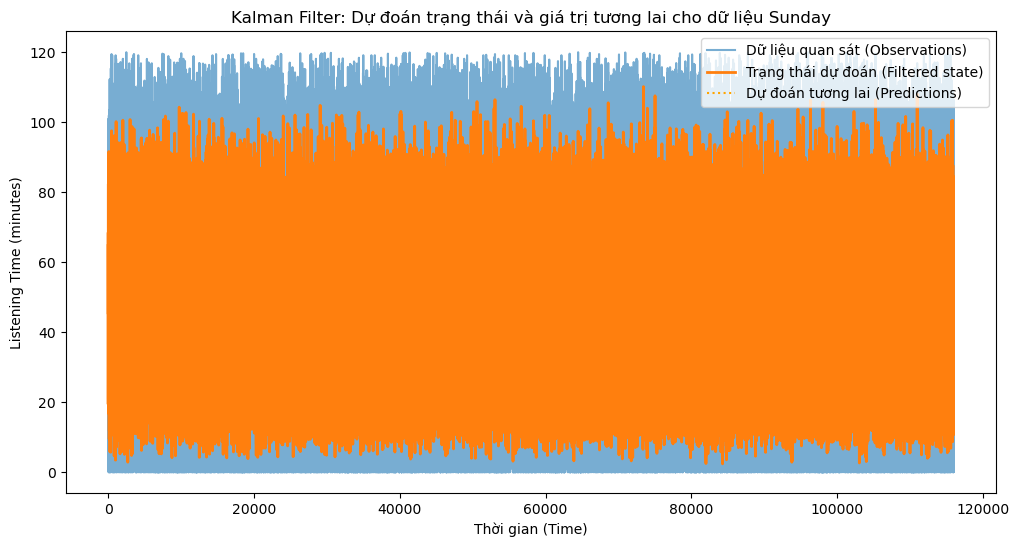 Kalman Filter: Dự đoán trạng thái và giá trị tương lai cho dữ liệu Sunday
Dữ liệu quan sát (Observations)
Trạng thái dự đoán (Filtered state)
Dự đoán tương lai (Predictions)
Listening Time (minutes)
120
100
80
60
40
20
0
0
20000
40000
60000
80000
100000
120000
Thời gian (Time)